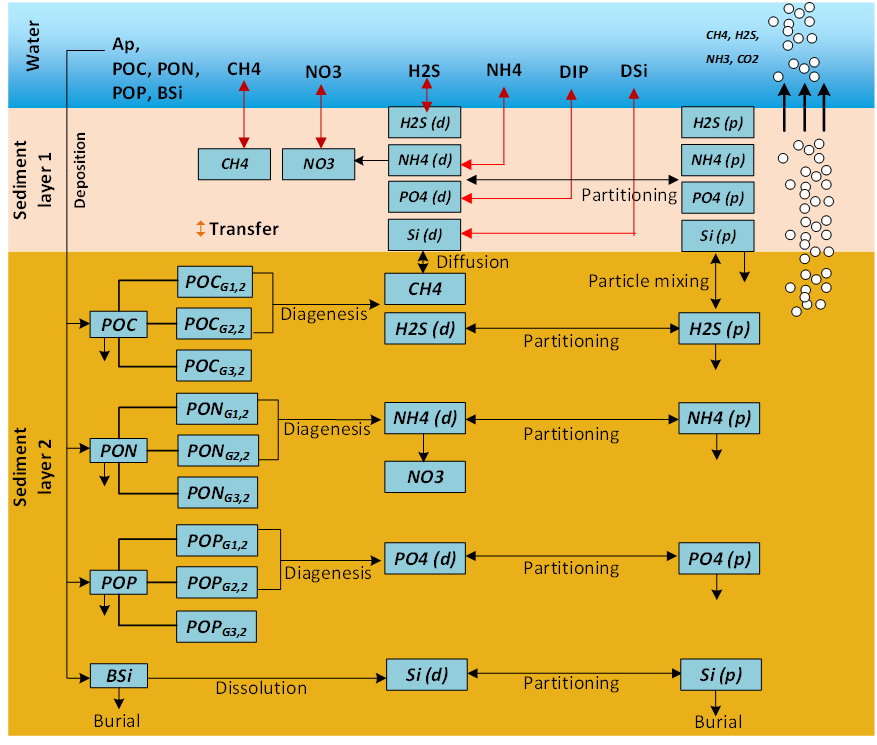 Water
Ap,
POC, PON,
POP, BSi
CH4
NO3
H2S
NH4
DIP
DSi
CH4, H2S,
NH3, CO2
Sediment
layer 1
Deposition
CH4
NO3
H2S (d)
NH4 (d)
PO4 (d)
Si (d)
Partitioning
H2S (p)
NH4 (p)
PO4 (p)
Si (p)
Transfer
Diffusion
Particle mixing
Sediment
layer 2
POC
POCG1,2
POCG2,2
POCG3,2
Diagenesis
CH4
H2S (d)
Partitioning
H2S (p)
PON
PONG1,2
PONG2,2
PONG3,2
Diagenesis
NH4 (d)
NO3
Partitioning
NH4 (p)
POP
POPG1,2
POPG2,2
POPG3,2
Diagenesis
PO4 (d)
Partitioning
PO4 (p)
BSi
Dissolution
Si (d)
Partitioning
Si (p)
Burial
Burial